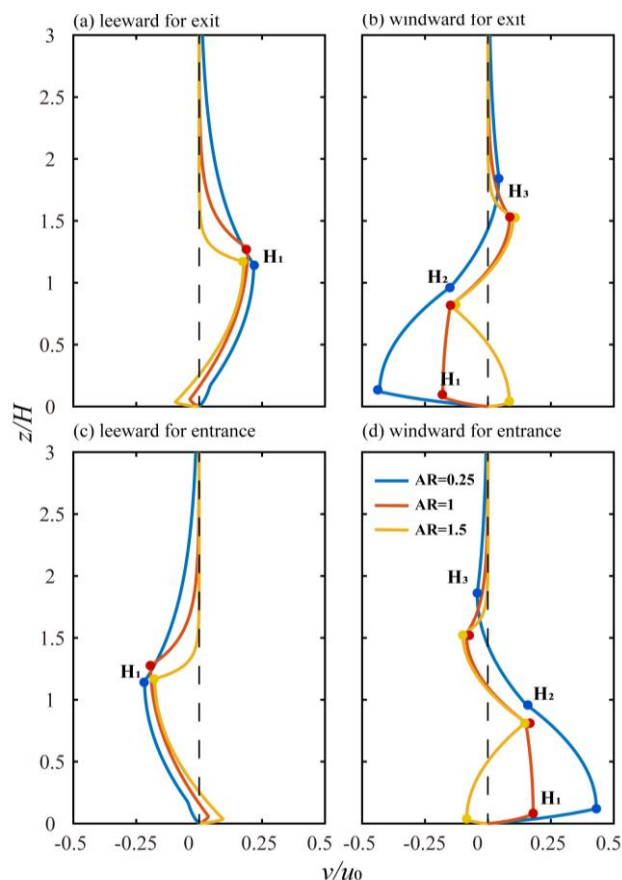 (a) leeward for exit
(b) windward for exit
3
2.5
2
1.5
1
0.5
0
H1
H3
H2
H1
z/H
(c) leeward for entrance
(d) windward for entrance
3
2.5
2
1.5
1
0.5
0
AR=0.25
AR=1
AR=1.5
H3
H1
H2
H1
-0.5
-0.25
0
0.25
-0.5
-0.25
0
0.25
0.5
v/u0